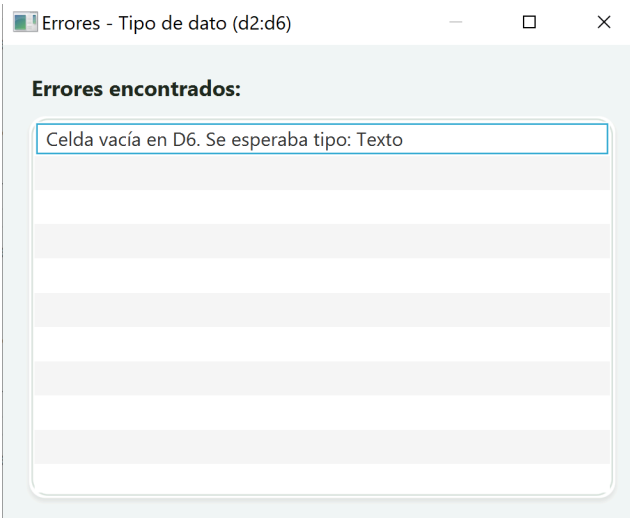 Errores - Tipo de dato (d2:d6)
Errores encontrados:
Celda vacía en D6. Se esperaba tipo: Texto